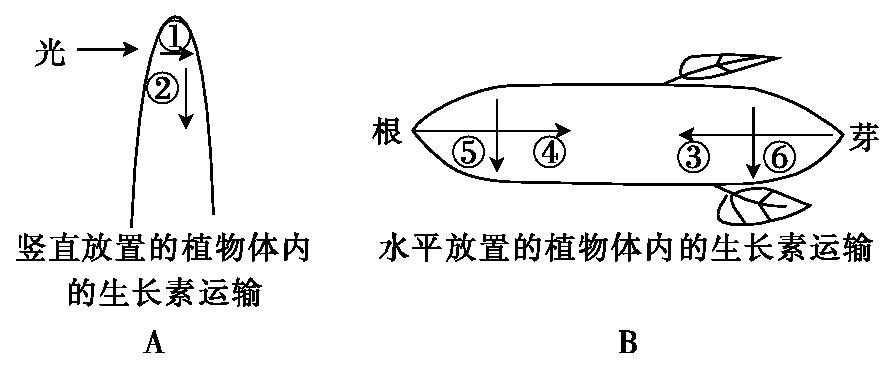 光
①
②
竖直放置的植物体内
的生长素运输
A
根
⑤
④
③
⑥
芽
水平放置的植物体内的生长素运输
B